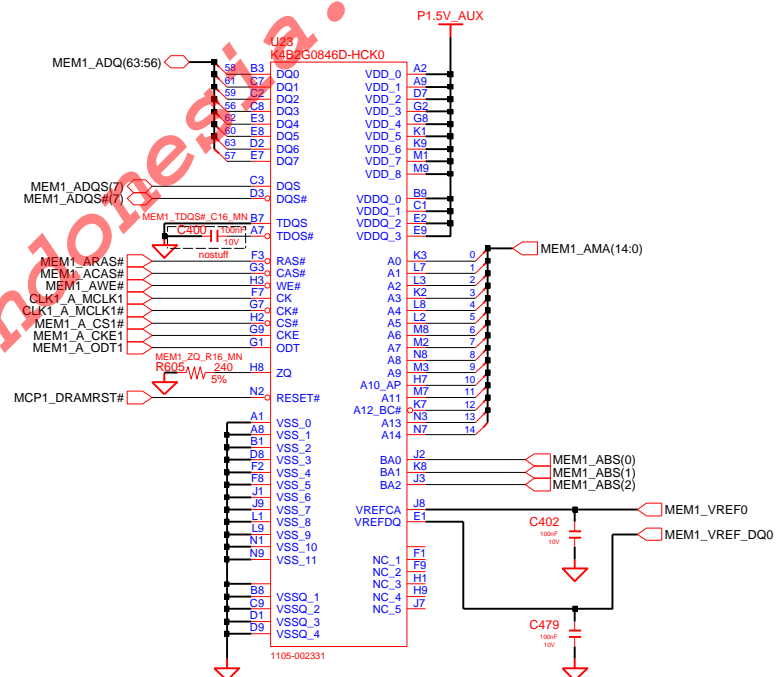 P1.5V_AUX
U23
K4B2G0846D-HCK0
MEM1_ADQ(63:56)
58 B3 DQ0 VDD_0 A2
61 C7 DQ1 VDD_1 A9
59 C2 DQ2 VDD_2 D7
56 C8 DQ3 VDD_3 G2
62 E3 DQ4 VDD_4 G8
60 E8 DQ5 VDD_5 K1
63 D2 DQ6 VDD_6 K9
57 E7 DQ7 VDD_7 M1
VDD_8 M9
MEM1_ADQS(7) C3 DQS VDDQ_0 B9
MEM1_ADQS#(7) D3 DQS# VDDQ_1 C1
VDDQ_2 E2
VDDQ_3 E9
MEM1_TDQS#_C16_MN B7 TDQS
C400 100nF A7 TDOS#
10V
nostuff
MEM1_AMA(14:0)
MEM1_ARAS# F3 RAS# A0 K3 0
MEM1_ACAS# G3 CAS# A1 L7 1
MEM1_AWE# H3 WE# A2 L3 2
CLK1_A_MCLK1 F7 CK A3 K2 3
CLK1_A_MCLK1# G7 CK# A4 L8 4
MEM1_A_CS1# H2 CS# A5 L2 5
MEM1_A_CKE1 G9 CKE A6 M8 6
MEM1_A_ODT1 G1 ODT A7 M2 7
A8 N8 8
MEM1_ZQ_R16_MN
R605 240 H8 ZQ A9 M3 9
5%
A10_AP H7 10
A11 M7 11
MCP1_DRAMRST# N2 RESET# A12_BC# K7 12
A13 N3 13
A14 N7 14
A1 VSS_0
A8 VSS_1
B1 VSS_2
D8 VSS_3 BA0 J2 MEM1_ABS(0)
F2 VSS_4 BA1 K8 MEM1_ABS(1)
F8 VSS_5 BA2 J3 MEM1_ABS(2)
J1 VSS_6
J9 VSS_7 VREFCA J8 MEM1_VREF0
L1 VSS_8 VREFDQ E1
L9 VSS_9 C402
N1 VSS_10 100nF
N9 VSS_11 10V
MEM1_VREF_DQ0
NC_1 F1
NC_2 F9
NC_3 H1
B8 VSSQ_1 NC_4 H9
C9 VSSQ_2 NC_5 J7
D1 VSSQ_3
D9 VSSQ_4
C479
100nF
10V
1105-002331
ndonesia.